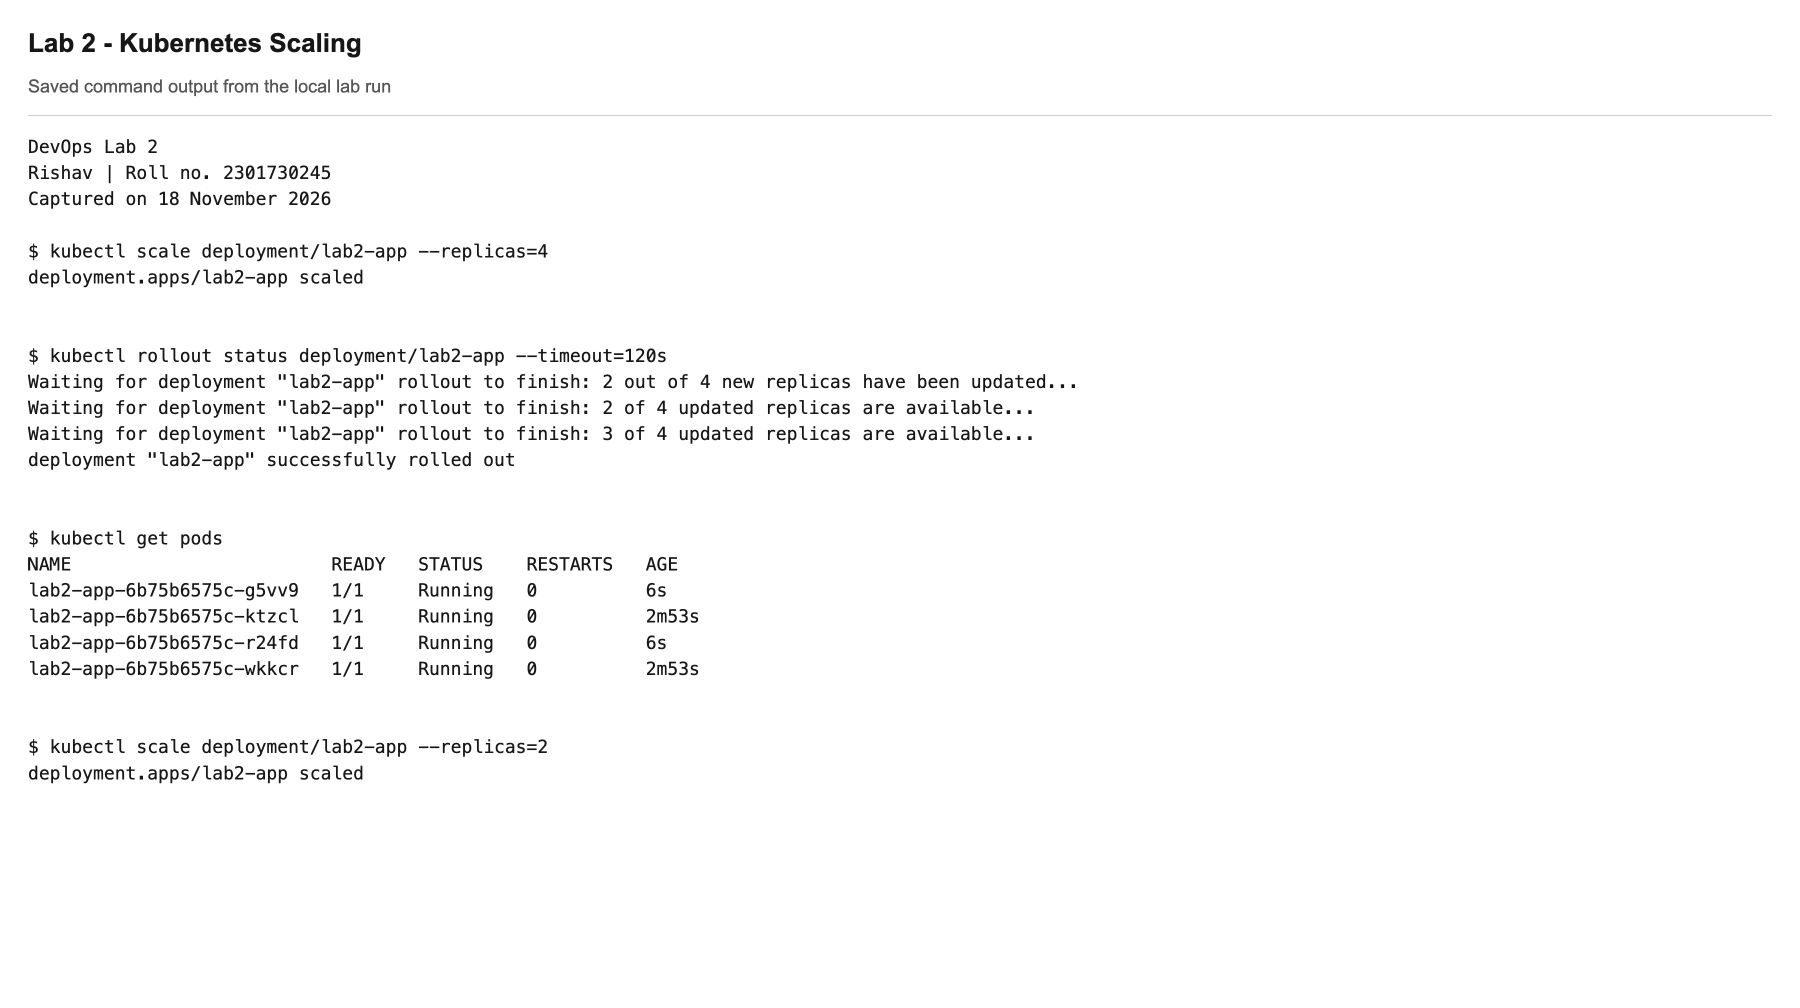 Lab 2 - Kubernetes Scaling
Saved command output from the local lab run
DevOps Lab 2
Rishav | Roll no. 2301730245
Captured on 18 November 2026
$ kubectl scale deployment/lab2-app --replicas=4
deployment.apps/lab2-app scaled
$ kubectl rollout status deployment/lab2-app --timeout=120s
Waiting for deployment "lab2-app" rollout to finish: 2 out of 4 new replicas have been updated...
Waiting for deployment "lab2-app" rollout to finish: 2 of 4 updated replicas are available...
Waiting for deployment "lab2-app" rollout to finish: 3 of 4 updated replicas are available...
deployment "lab2-app" successfully rolled out
$ kubectl get pods
NAME                        READY   STATUS    RESTARTS   AGE
lab2-app-6b75b6575c-g5vv9   1/1     Running   0          6s
lab2-app-6b75b6575c-ktzcl   1/1     Running   0          2m53s
lab2-app-6b75b6575c-r24fd   1/1     Running   0          6s
lab2-app-6b75b6575c-wkkcr   1/1     Running   0          2m53s
$ kubectl scale deployment/lab2-app --replicas=2
deployment.apps/lab2-app scaled